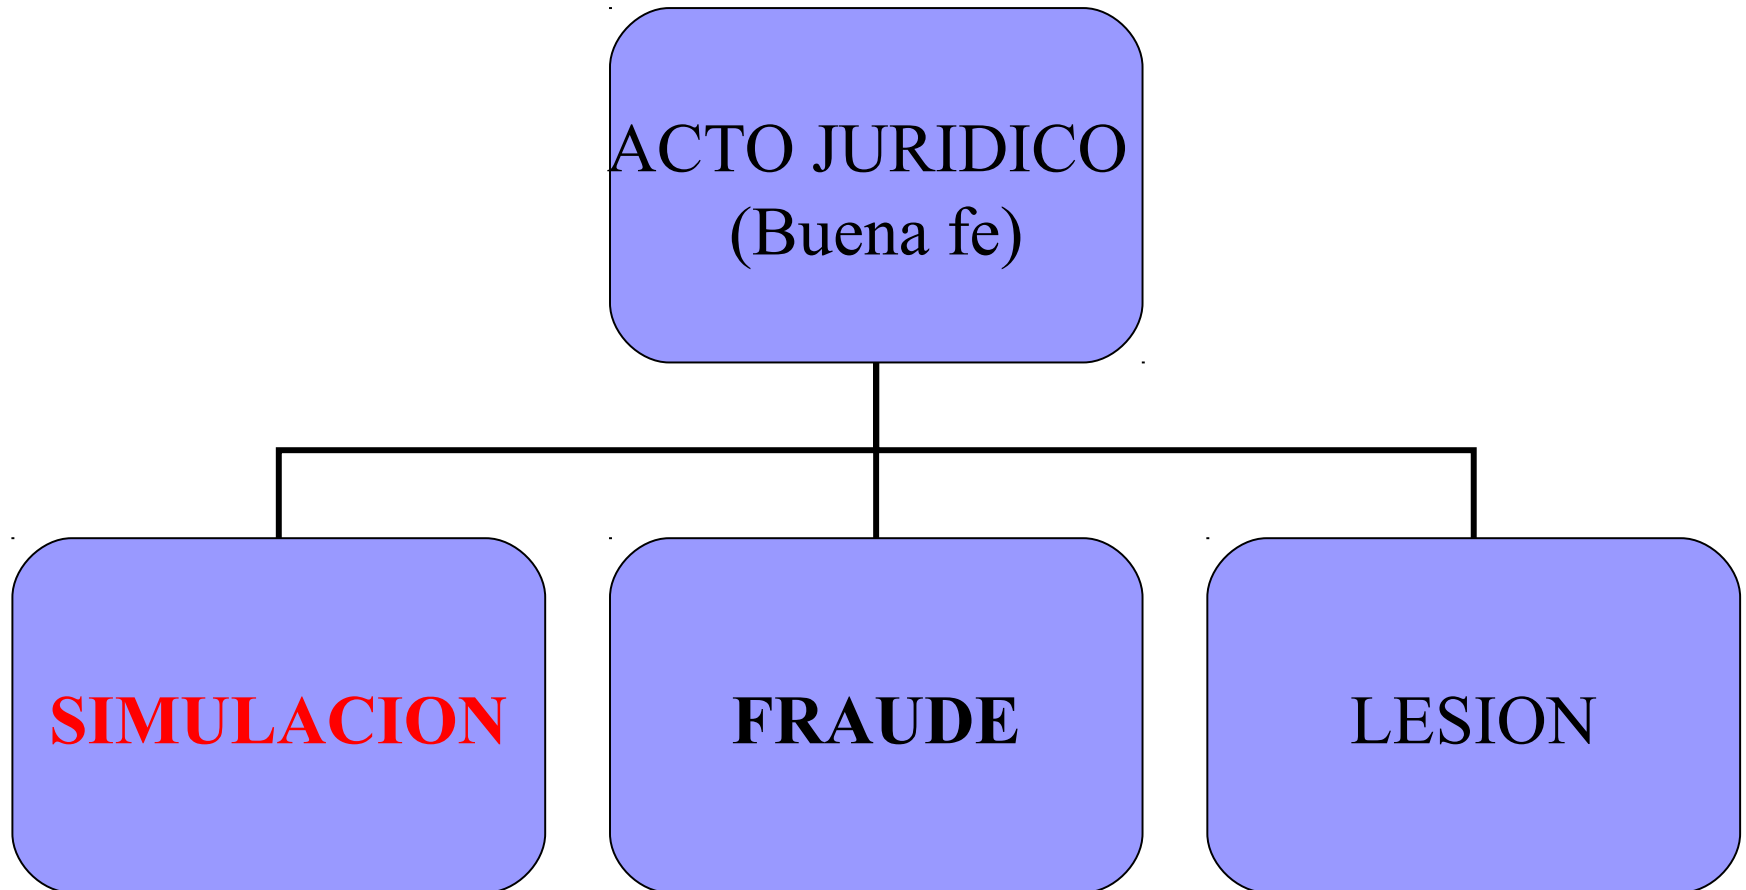 ACTO JURIDICO
(Buena fe)
SIMULACION
FRAUDE
LESION